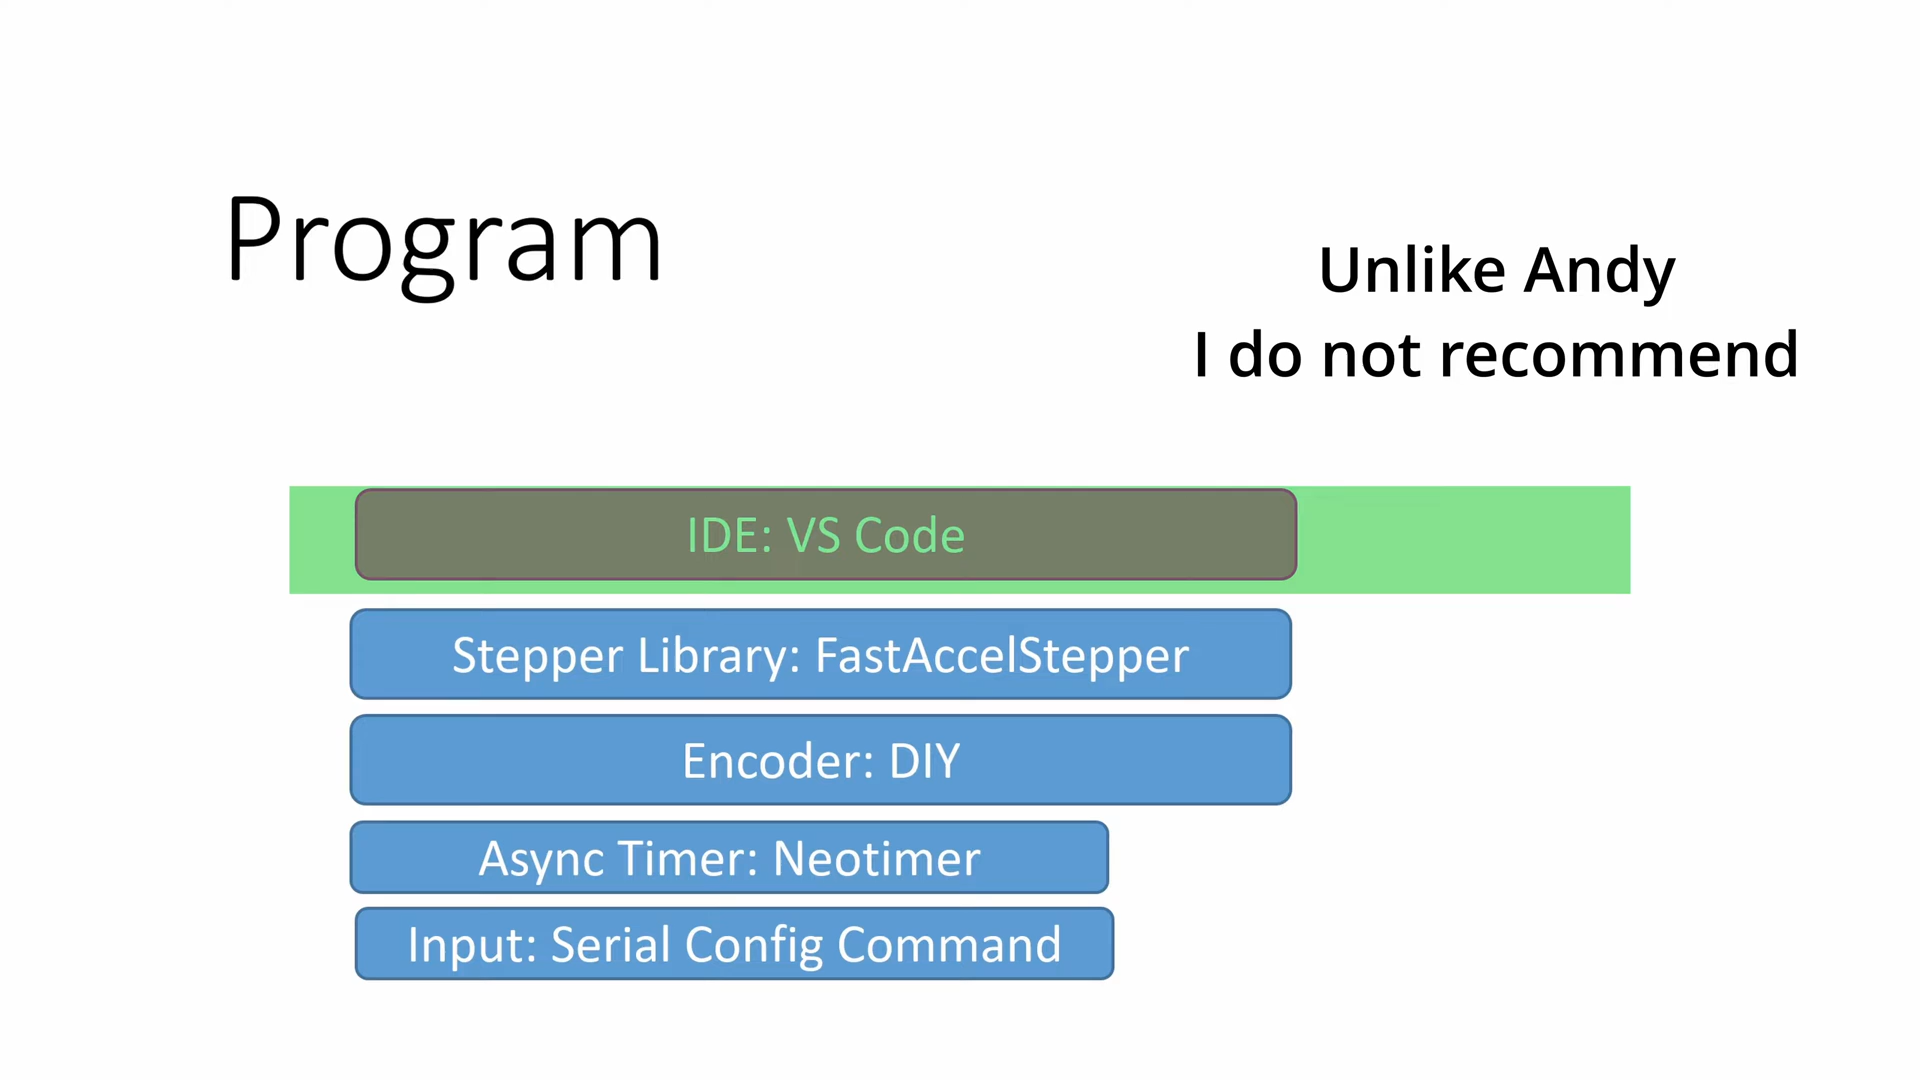 Program
Unlike Andy
I do not recommend
IDE: VS Code
Stepper Library: FastAccelStepper
Encoder: DIY
Async Timer: Neotimer
Input: Serial Config Command